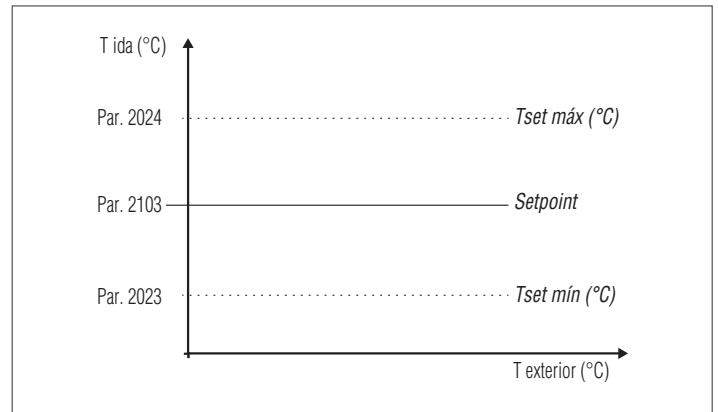 T ida (°C)
Par. 2024 Tset máx (°C)
Par. 2103 Setpoint
Par. 2023 Tset mín (°C)
T exterior (°C)